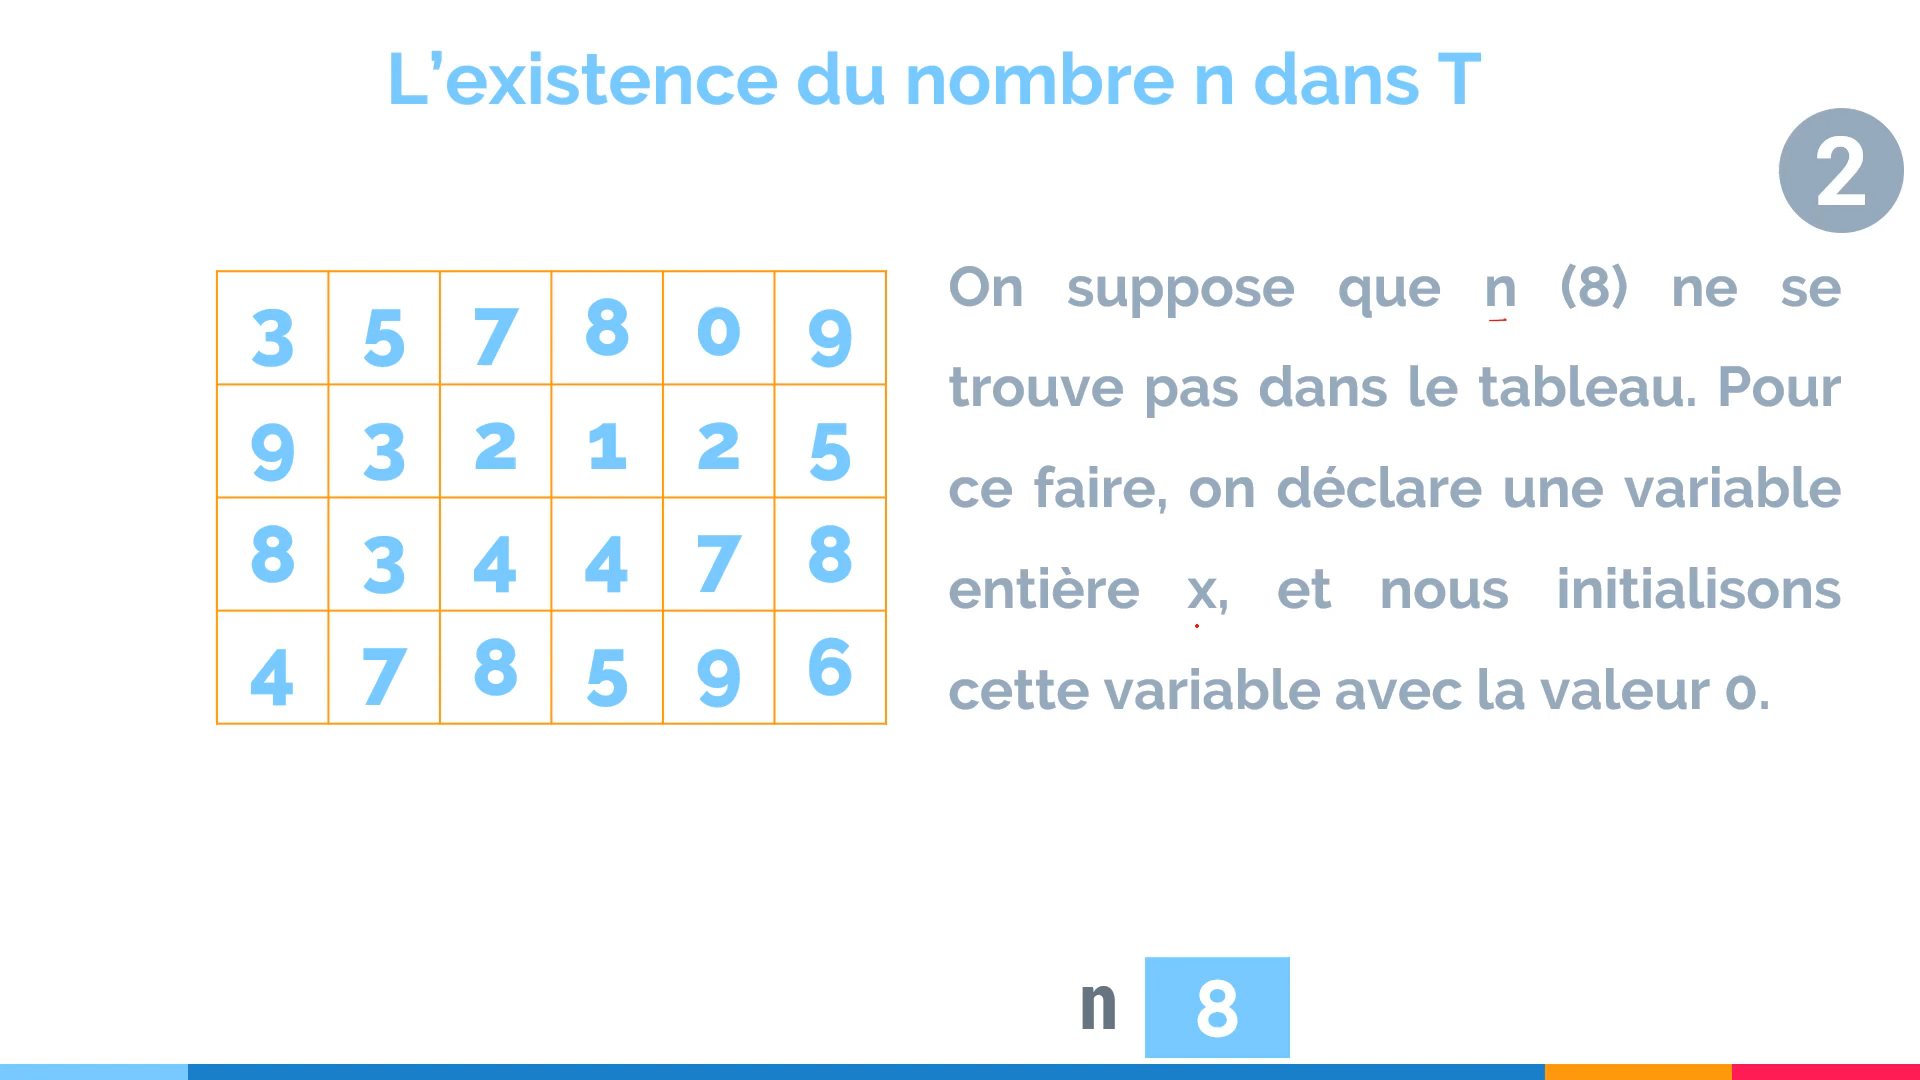 L’existence du nombre n dans T
2
3 5 7 8 0 9
9 3 2 1 2 5
8 3 4 4 7 8
4 7 8 5 9 6
On suppose que n (8) ne se
trouve pas dans le tableau. Pour
ce faire, on déclare une variable
entière x, et nous initialisons
cette variable avec la valeur 0.
n 8